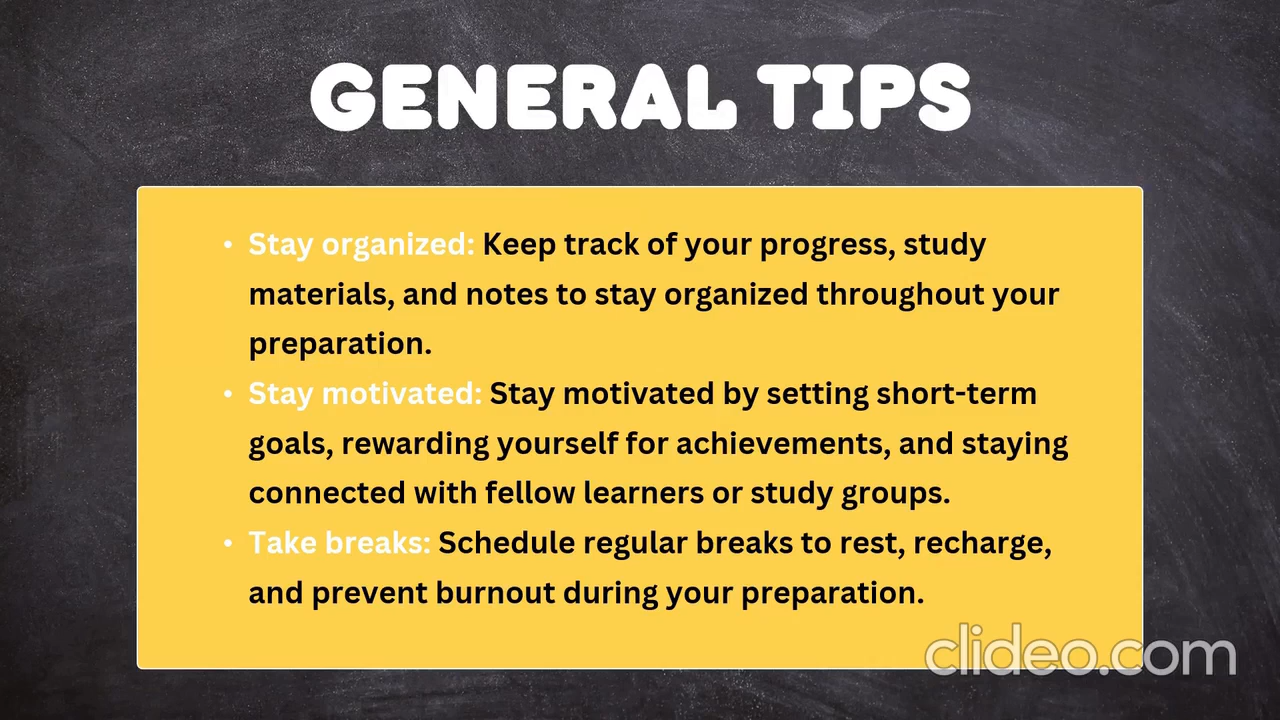 GENERAL TIPS
• Stay organized: Keep track of your progress, study
materials, and notes to stay organized throughout your
preparation.
• Stay motivated: Stay motivated by setting short-term
goals, rewarding yourself for achievements, and staying
connected with fellow learners or study groups.
• Take breaks: Schedule regular breaks to rest, recharge,
and prevent burnout during your preparation.
clideo.com